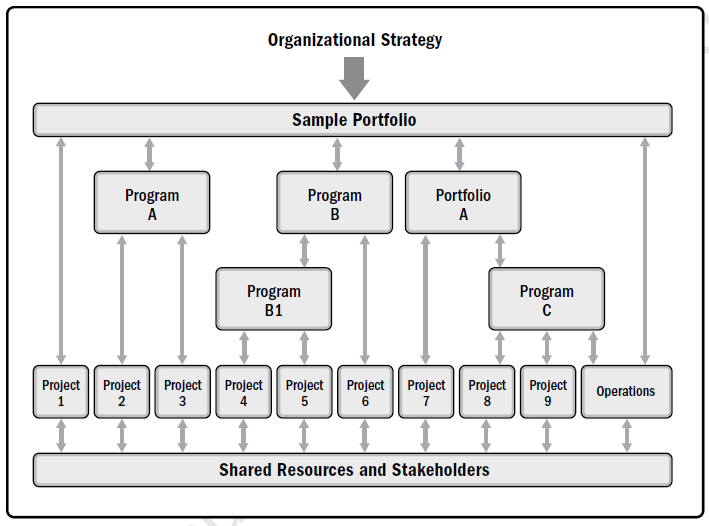 Organizational Strategy
Sample Portfolio
Program
A
Program
B
Portfolio
A
Program
B1
Program
C
Project
1
Project
2
Project
3
Project
4
Project
5
Project
6
Project
7
Project
8
Project
9
Operations
Shared Resources and Stakeholders